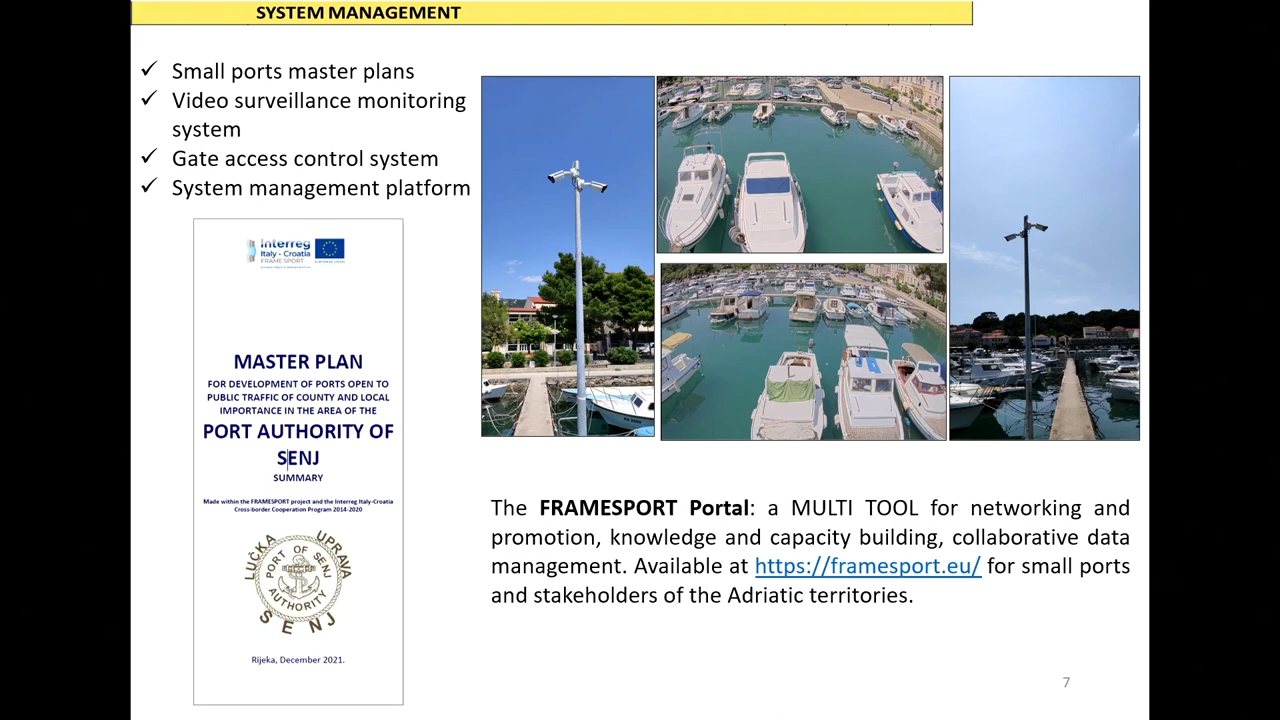 SYSTEM MANAGEMENT
✓ Small ports master plans
✓ Video surveillance monitoring
system
✓ Gate access control system
✓ System management platform
Interreg
Italy - Croatia
FRAMESPORT
MASTER PLAN
FOR DEVELOPMENT OF PORTS OPEN TO
PUBLIC TRAFFIC OF COUNTY AND LOCAL
IMPORTANCE IN THE AREA OF THE
PORT AUTHORITY OF
SENJ
SUMMARY
Made within the FRAMESPORT project and the Interreg Italy-Croatia
Cross-border Cooperation Program 2014-2020
LUČKA UPRAVA
PORT OF SENJ
AUTHORITY
SENJ
Rijeka, December 2021.
The FRAMESPORT Portal: a MULTI TOOL for networking and
promotion, knowledge and capacity building, collaborative data
management. Available at https://framesport.eu/ for small ports
and stakeholders of the Adriatic territories.
7